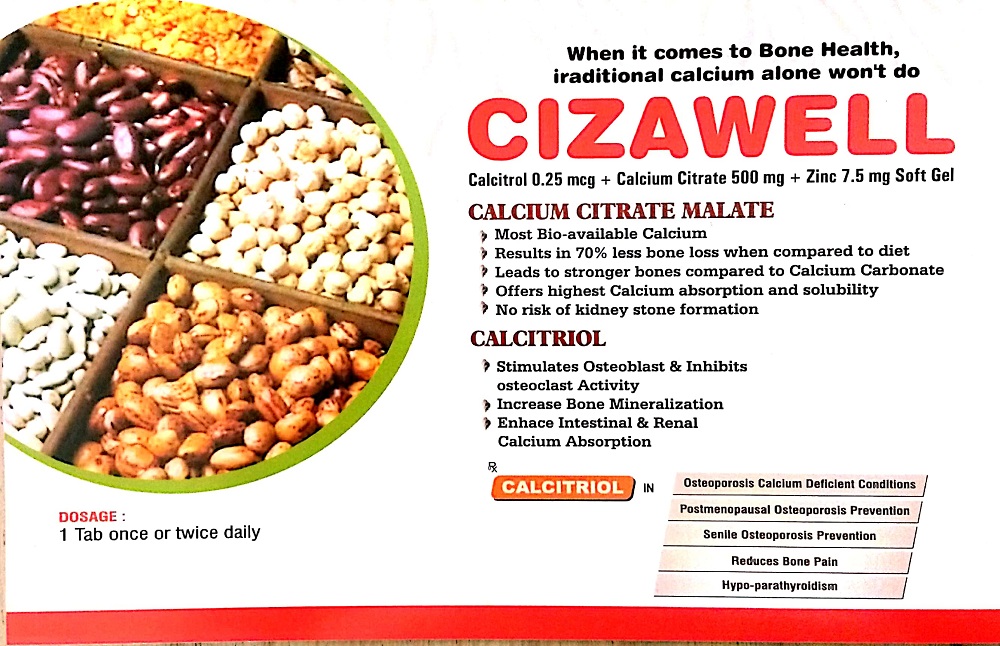 When it comes to Bone Health,
iraditional calcium alone won't do
CIZAWELL
Calcitrol 0.25 mcg + Calcium Citrate 500 mg + Zinc 7.5 mg Soft Gel
CALCIUM CITRATE MALATE
Most Bio-available Calcium
Results in 70% less bone loss when compared to diet
Leads to stronger bones compared to Calcium Carbonate
Offers highest Calcium absorption and solubility
No risk of kidney stone formation
CALCITRIOL
Stimulates Osteoblast & Inhibits
osteoclast Activity
Increase Bone Mineralization
Enhace Intestinal & Renal
Calcium Absorption
℞
CALCITRIOL IN
Osteoporosis Calcium Deficient Conditions
Postmenopausal Osteoporosis Prevention
Senile Osteoporosis Prevention
Reduces Bone Pain
Hypo-parathyroidism
DOSAGE :
1 Tab once or twice daily